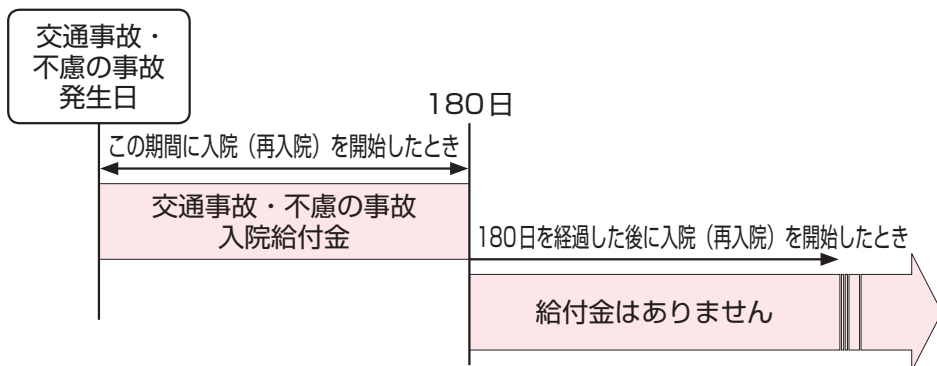 交通事故・
不慮の事故
発生日
180日
この期間に入院（再入院）を開始したとき
交通事故・不慮の事故
入院給付金
180日を経過した後に入院（再入院）を開始したとき
給付金はありません